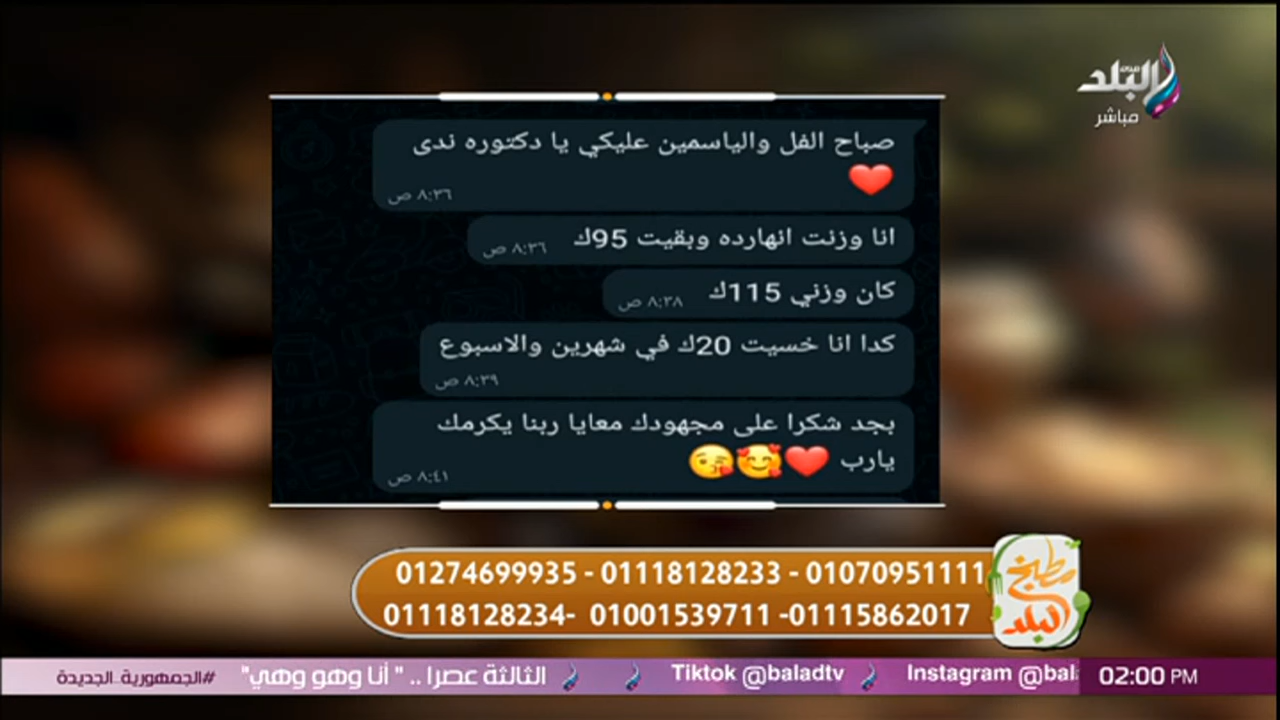 صدى
البلد
مباشر
صباح الفل والياسمين عليكي يا دكتوره ندى
❤️
٨:٣٦ ص
انا وزنت انهارده وبقيت 95ك
٨:٣٦ ص
كان وزني 115ك
٨:٣٨ ص
كدا انا خسيت 20ك في شهرين والاسبوع
٨:٣٩ ص
بجد شكرا على مجهودك معايا ربنا يكرمك
يارب ❤️🥰😘
٨:٤١ ص
01274699935 - 01118128233 - 01070951111
01118128234- 01001539711 -01115862017
مطبخ
البلد
#الجمهورية_الجديدة الثالثة عصرا .. " أنا وهو وهي" Tiktok @baladtv Instagram @bal
02:00 PM